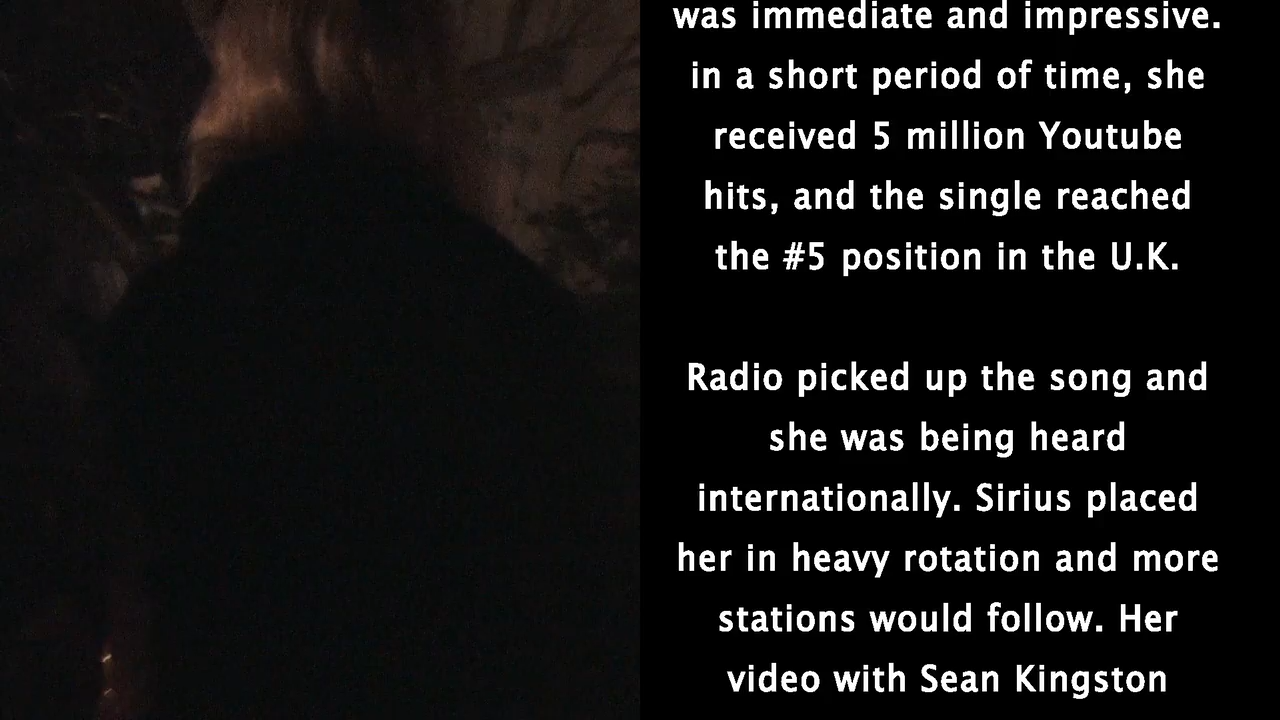 was immediate and impressive.
in a short period of time, she
received 5 million Youtube
hits, and the single reached
the #5 position in the U.K.
Radio picked up the song and
she was being heard
internationally. Sirius placed
her in heavy rotation and more
stations would follow. Her
video with Sean Kingston